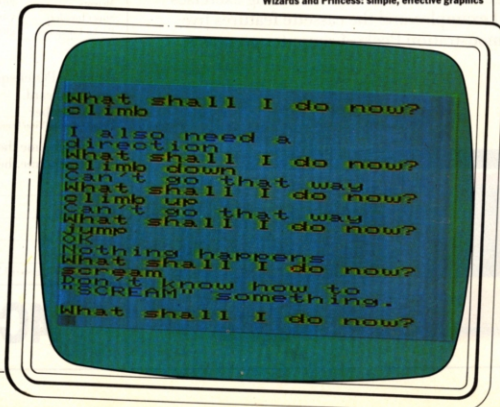 Wizards and Princess: simple, effective graphics
What shall I do now?
climb
I also need a
direction
What shall I do now?
climb down
Can't go that way
What shall I do now?
climb up
Can't go that way
What shall I do now?
Jump
OK
Nothing happens
What shall I do now?
scream
Don't know how to
"SCREAM" something.
What shall I do now?